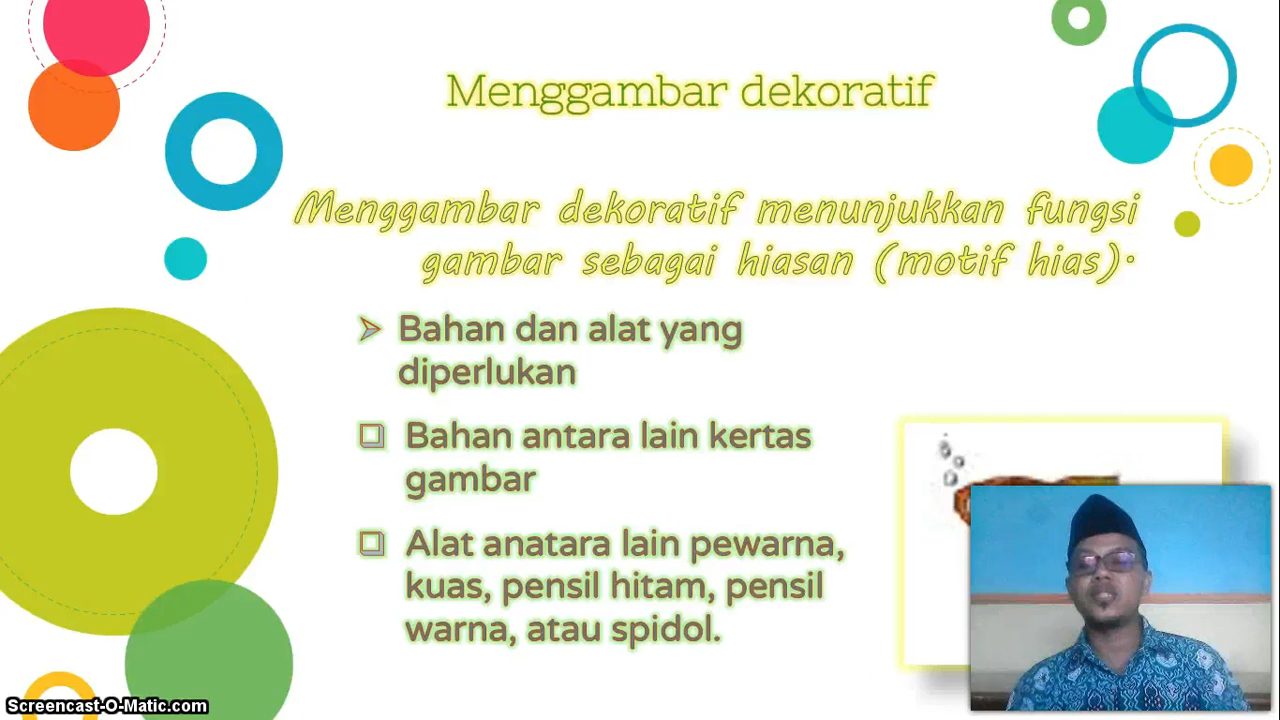 Menggambar dekoratif
Menggambar dekoratif menunjukkan fungsi
gambar sebagai hiasan (motif hias).
Bahan dan alat yang
diperlukan
Bahan antara lain kertas
gambar
Alat anatara lain pewarna,
kuas, pensil hitam, pensil
warna, atau spidol.
Screencast-O-Matic.com